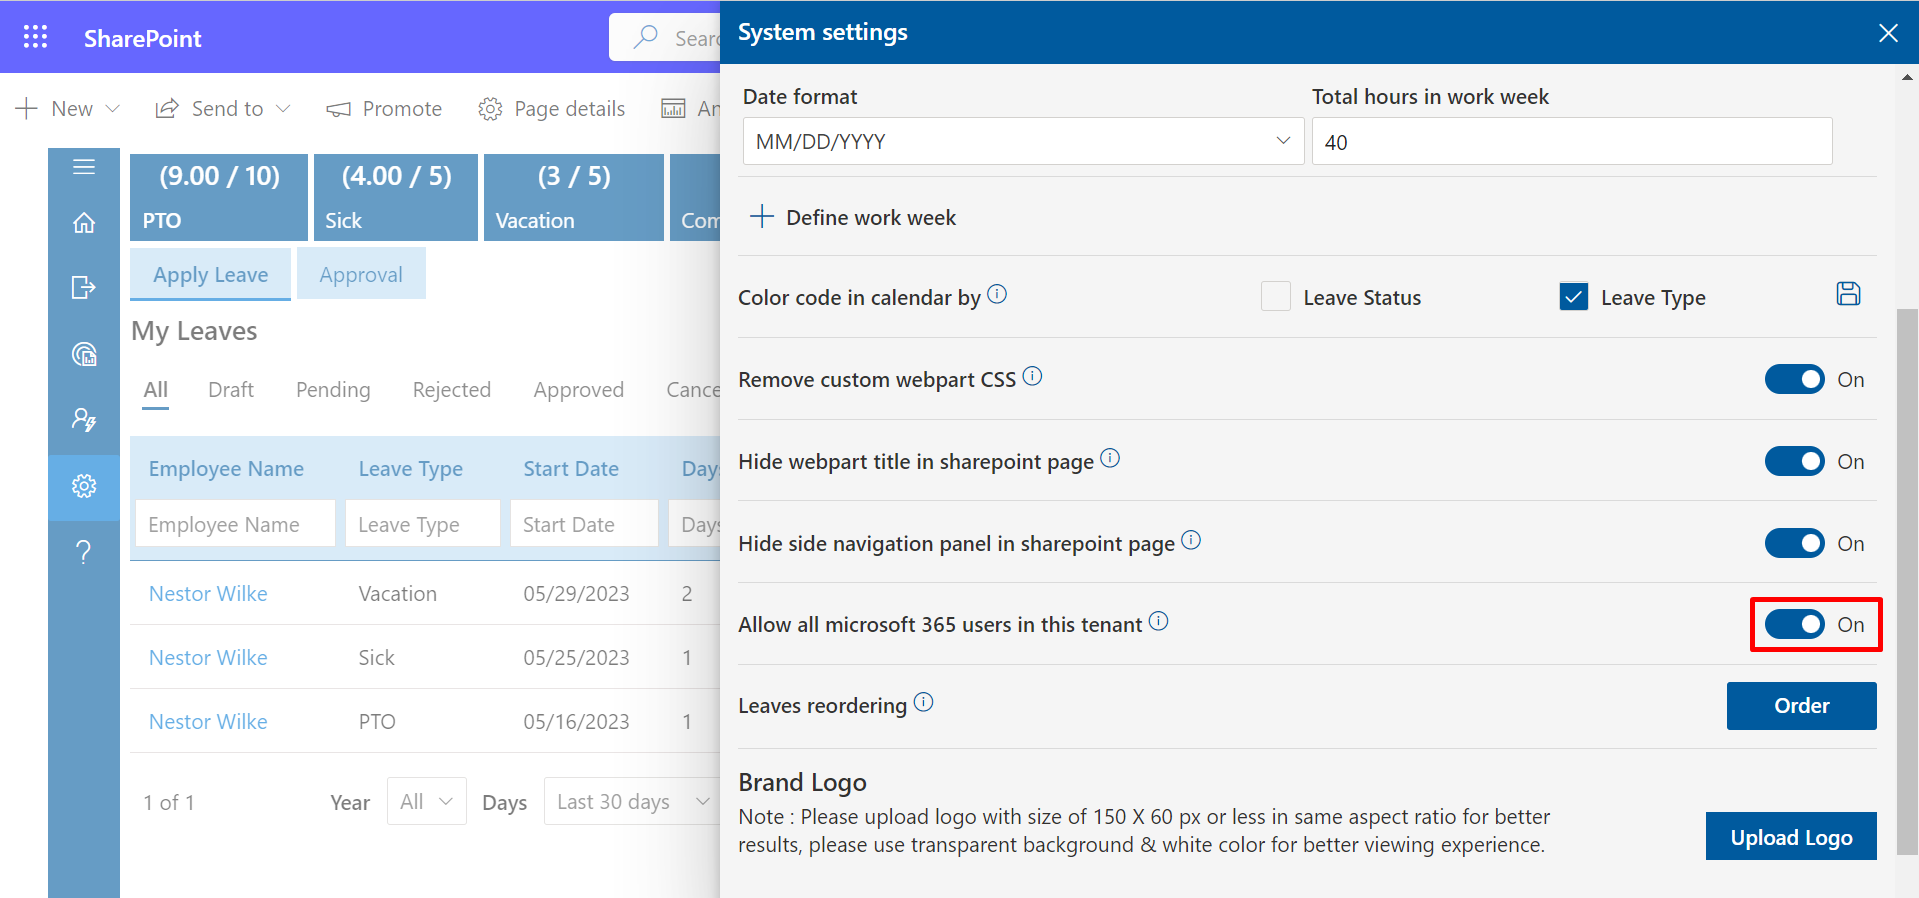 SharePoint
New
Send to
Promote
Page details
(9.00 / 10)
PTO
(4.00 / 5)
Sick
(3 / 5)
Vacation
Apply Leave
Approval
My Leaves
All
Draft
Pending
Rejected
Approved
Employee Name
Leave Type
Start Date
Employee Name
Leave Type
Start Date
Nestor Wilke
Vacation
05/29/2023
2
Nestor Wilke
Sick
05/25/2023
1
Nestor Wilke
PTO
05/16/2023
1
1 of 1
Year
All
Days
Last 30 days
System settings
Date format
MM/DD/YYYY
Total hours in work week
40
Define work week
Color code in calendar by
Leave Status
Leave Type
Remove custom webpart CSS
On
Hide webpart title in sharepoint page
On
Hide side navigation panel in sharepoint page
On
Allow all microsoft 365 users in this tenant
On
Leaves reordering
Order
Brand Logo
Note : Please upload logo with size of 150 X 60 px or less in same aspect ratio for better
results, please use transparent background & white color for better viewing experience.
Upload Logo